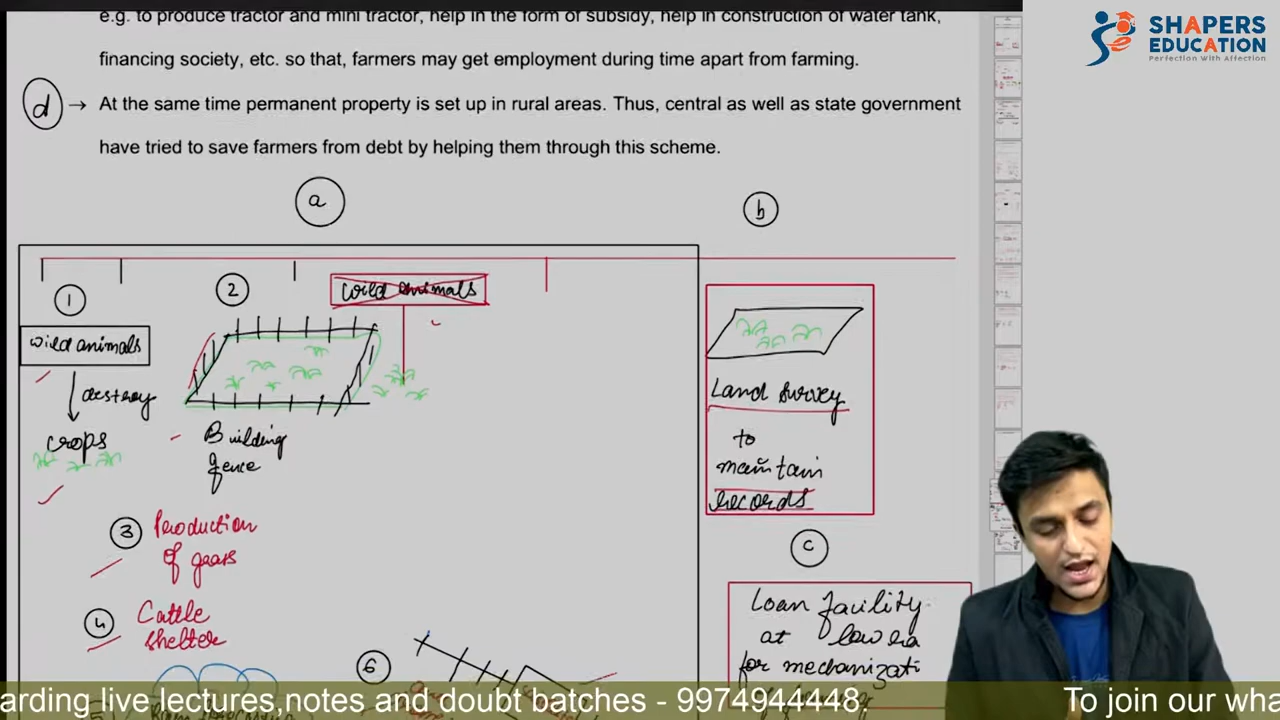 e.g. to produce tractor and mini tractor, help in the form of subsidy, help in construction of water tank,
financing society, etc. so that, farmers may get employment during time apart from farming.
d → At the same time permanent property is set up in rural areas. Thus, central as well as state government
have tried to save farmers from debt by helping them through this scheme.
SHAPERS
EDUCATION
Perfection With Affection
a
b
1
wild animals
destroy
crops
2
wild animals
Building
fence
3 Production
of gears
4 Cattle
shelter
6
Land survey
to
maintain
records
c
Loan facility
at
for mechanizati
arding live lectures,notes and doubt batches - 9974944448
To join our wha